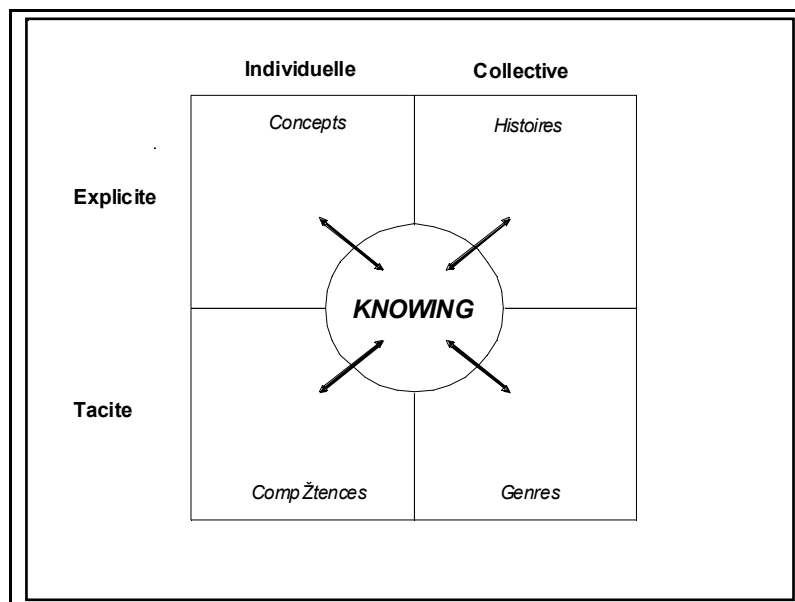 Individuelle Collective
Concepts Histoires
Explicite
KNOWING
Tacite
CompŽtences Genres